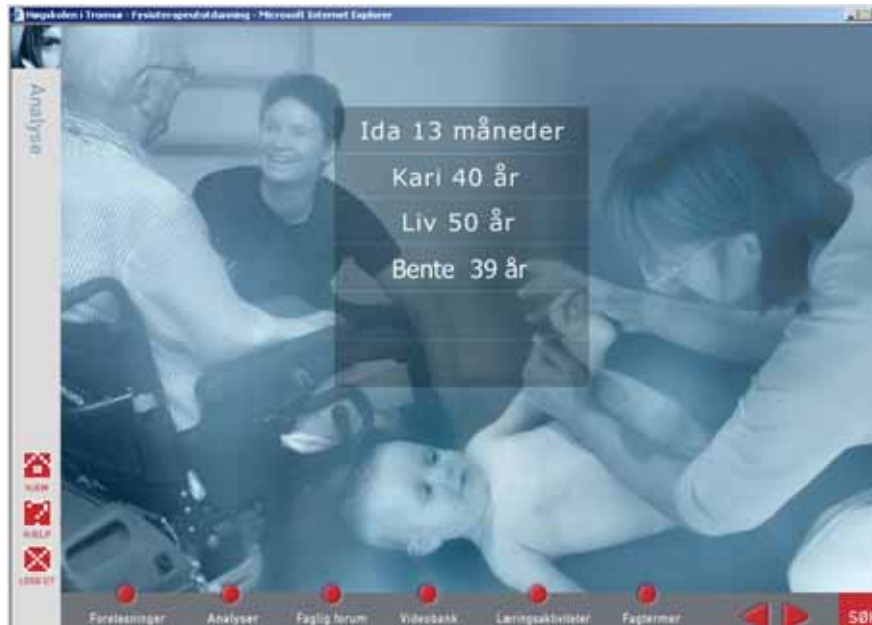 Høgskolen i Tromsø - Fysioterapeututdanning - Microsoft Internet Explorer
Analyse
Ida 13 måneder
Kari 40 år
Liv 50 år
Bente 39 år
HJEM
HJELP
LOGG UT
Forelesninger Analyser Faglig forum Videobank Læringsaktiviteter Fagtermer